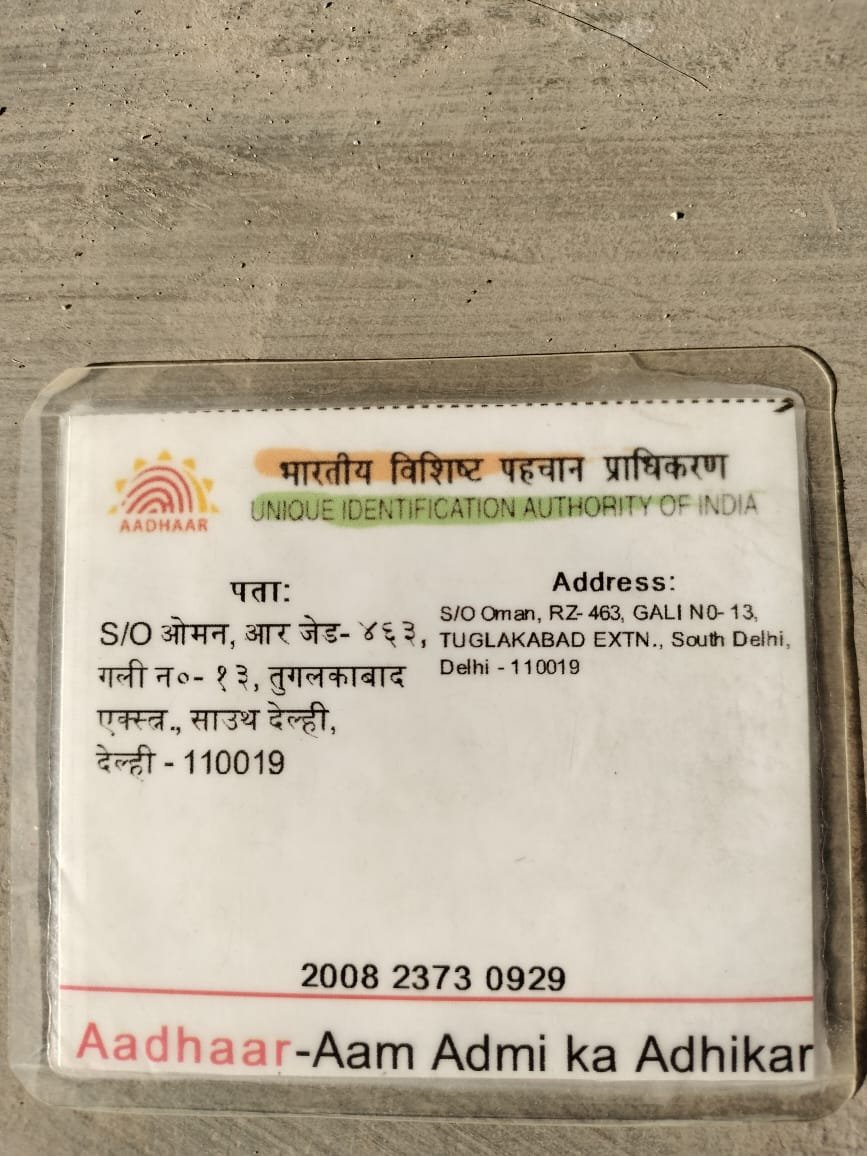 भारतीय विशिष्ट पहचान प्राधिकरण
UNIQUE IDENTIFICATION AUTHORITY OF INDIA
AADHAAR
पता:
S/O ओमन, आर जेड- ४६३,
गली न०- १३, तुगलकाबाद
एक्स्त्न., साउथ देल्ही,
देल्ही - 110019
Address:
S/O Oman, RZ- 463, GALI N0- 13,
TUGLAKABAD EXTN., South Delhi,
Delhi - 110019
2008 2373 0929
Aadhaar-Aam Admi ka Adhikar